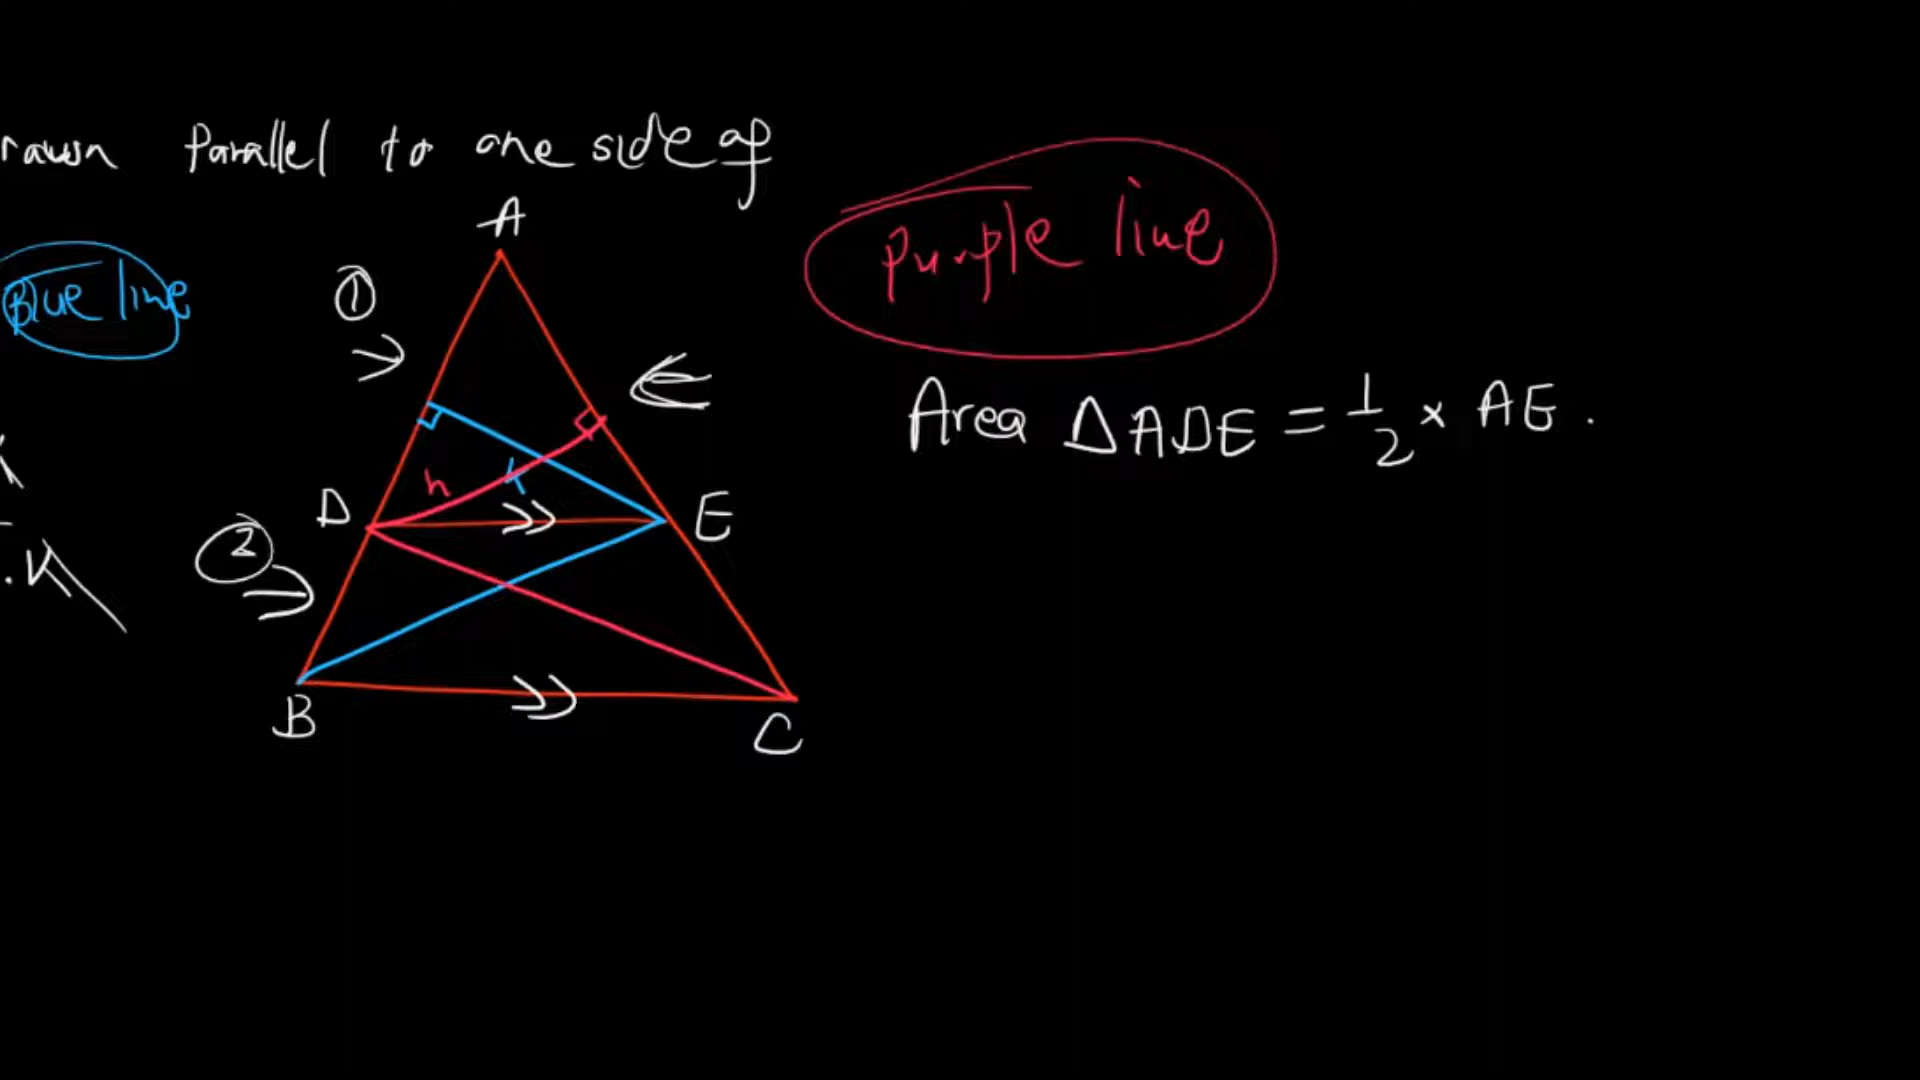 rawn Parallel to one side of
Purple line
Blue line
A
①
Area ΔADE = 1/2 × AE .
h k
D E
②
. k
B C